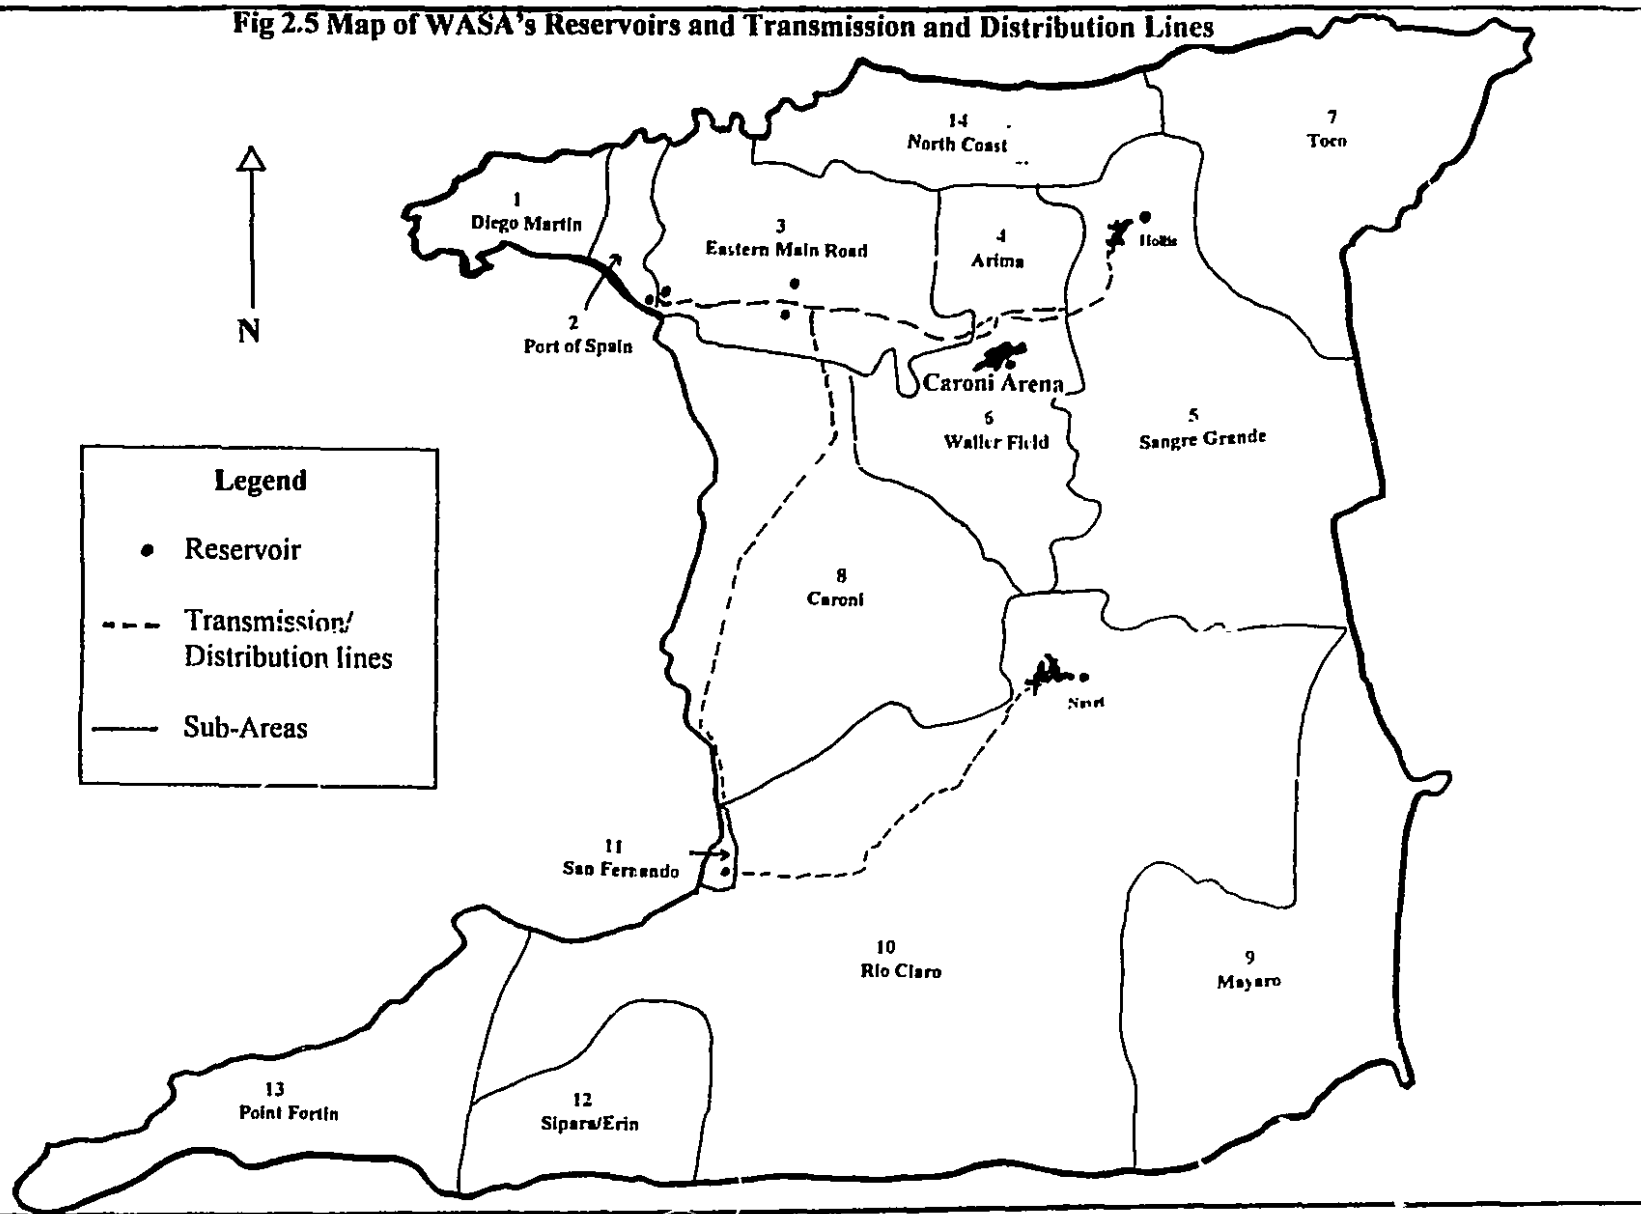 Fig 2.5 Map of WASA's Reservoirs and Transmission and Distribution Lines
14
North Coast
7
Toco
1
Diego Martin
3
Eastern Main Road
4
Arima
Hollis
N
2
Port of Spain
Caroni Arena
6
Waller Field
5
Sangre Grande
Legend
Reservoir
Transmission/
Distribution lines
Sub-Areas
8
Caroni
11
San Fernando
10
Rio Claro
9
Mayaro
13
Point Fortin
12
Sipara/Erin